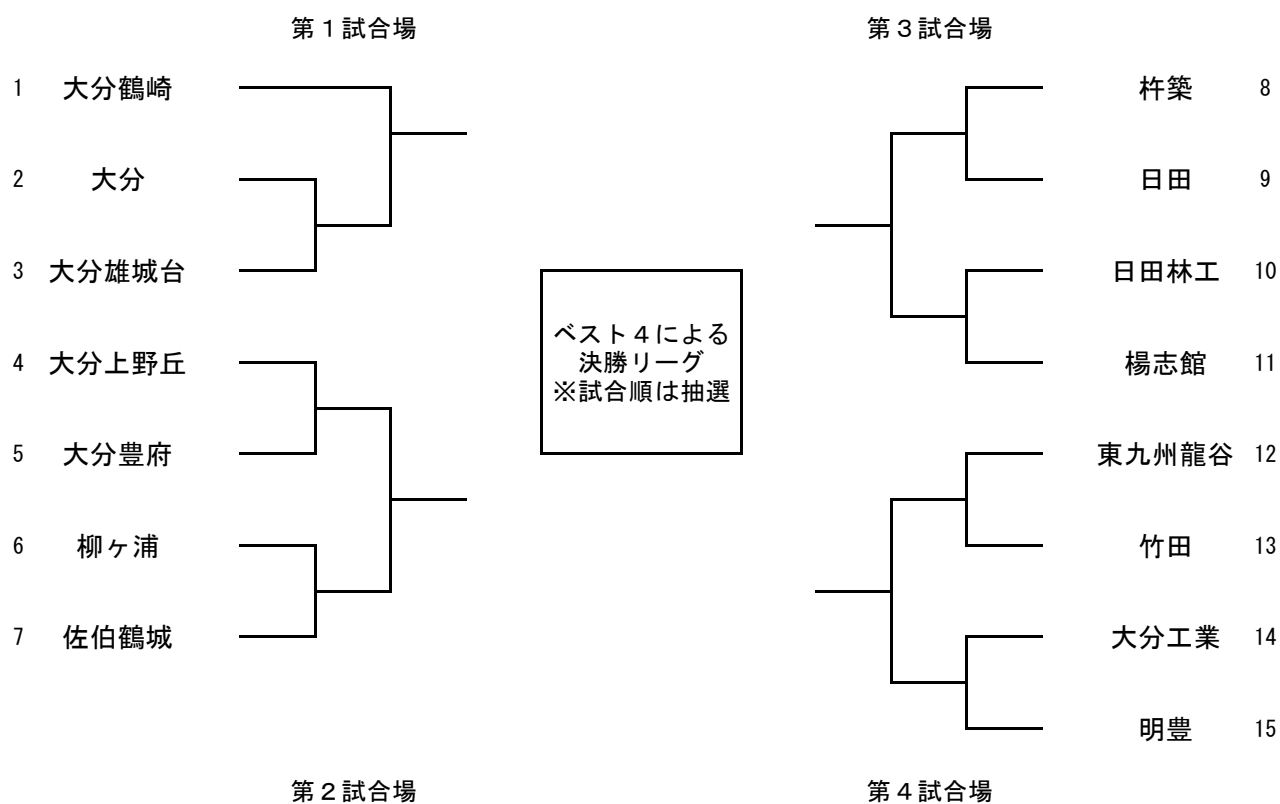 第１試合場
1 大分鶴崎
2 大分
3 大分雄城台
4 大分上野丘
5 大分豊府
6 柳ヶ浦
7 佐伯鶴城
第２試合場
ベスト４による
決勝リーグ
※試合順は抽選
第３試合場
杵築 8
日田 9
日田林工 10
楊志館 11
東九州龍谷 12
竹田 13
大分工業 14
明豊 15
第４試合場